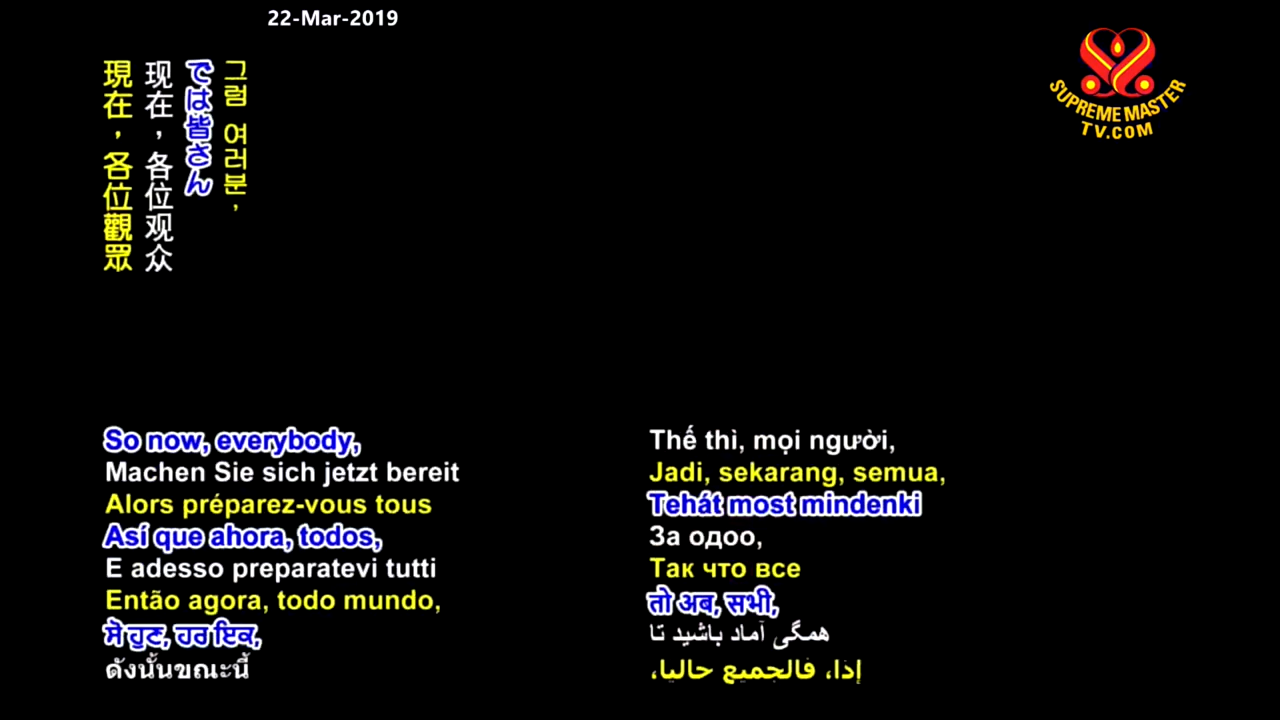 22-Mar-2019
SUPREME MASTER
TV.COM
그럼 여러분,
では皆さん
现在，各位观众
現在，各位觀眾
So now, everybody,
Machen Sie sich jetzt bereit
Alors préparez-vous tous
Así que ahora, todos,
E adesso preparatevi tutti
Então agora, todo mundo,
ਸੋ ਹੁਣ, ਹਰ ਇਕ,
ดังนั้นขณะนี้
Thế thì, mọi người,
Jadi, sekarang, semua,
Tehát most mindenki
За одоо,
Так что все
तो अब, सभी,
همگی آماد باشید تا
إذا، فالجميع حاليا،